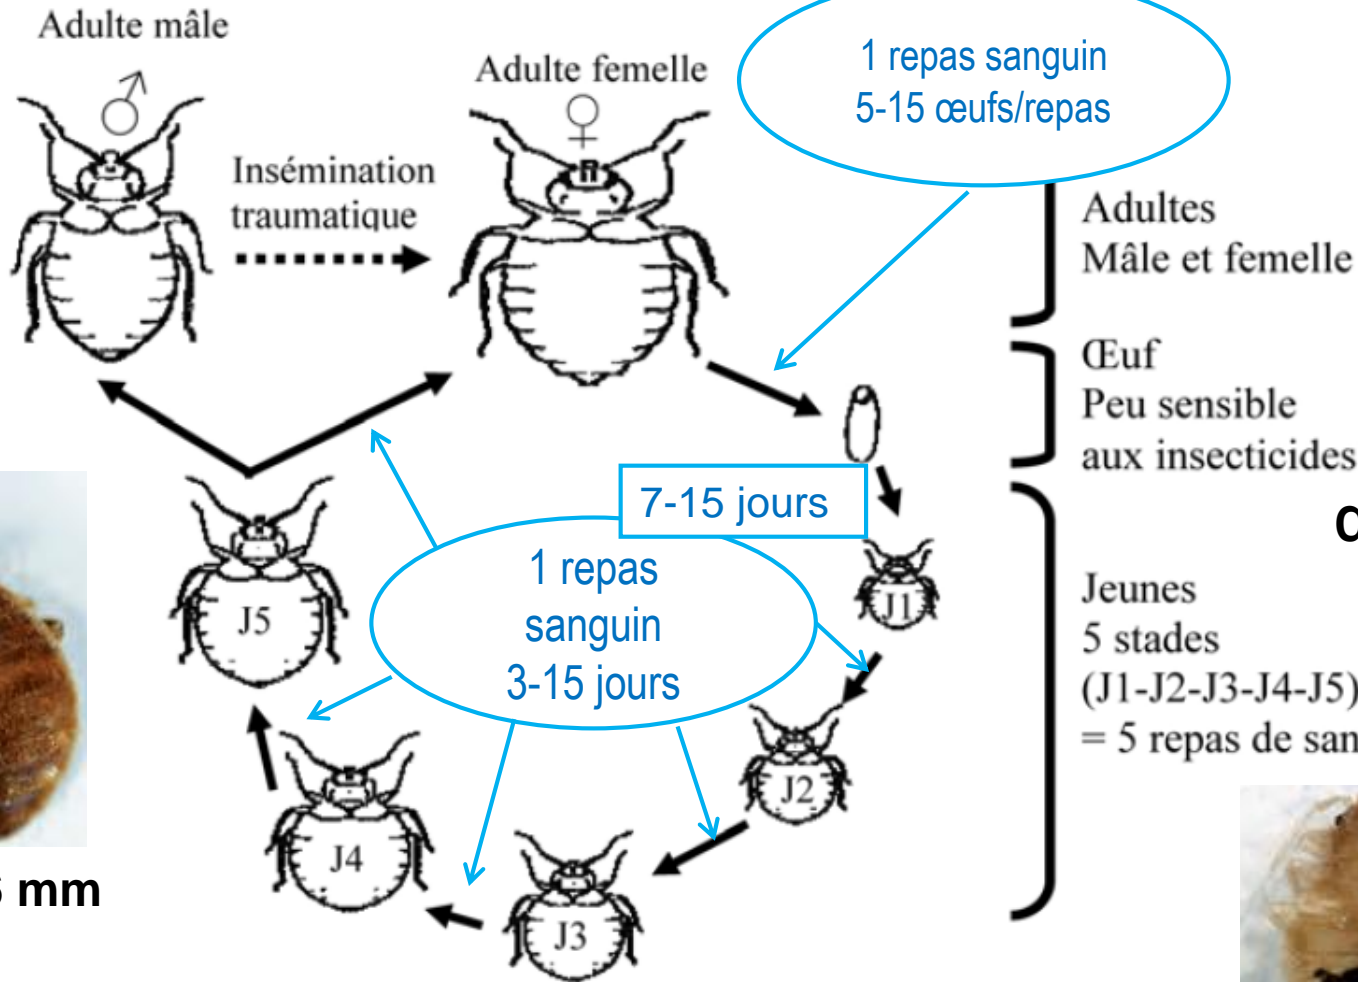 Adulte mâle
Adulte femelle
1 repas sanguin
5-15 œufs/repas
Insémination
traumatique
Adultes
Mâle et femelle
Œuf
Peu sensible
aux insecticides
7-15 jours
1 repas
sanguin
3-15 jours
Jeunes
5 stades
(J1-J2-J3-J4-J5)
= 5 repas de
J1
J2
J3
J4
J5
mm